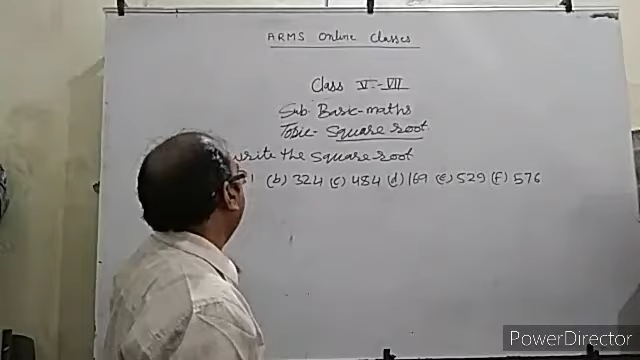 ARMS Online Classes
Class V-VII
Sub. Basic-maths
Topic- Square root
write the square root
1 (b) 324 (c) 484 (d) 169 (e) 529 (f) 576
PowerDirector